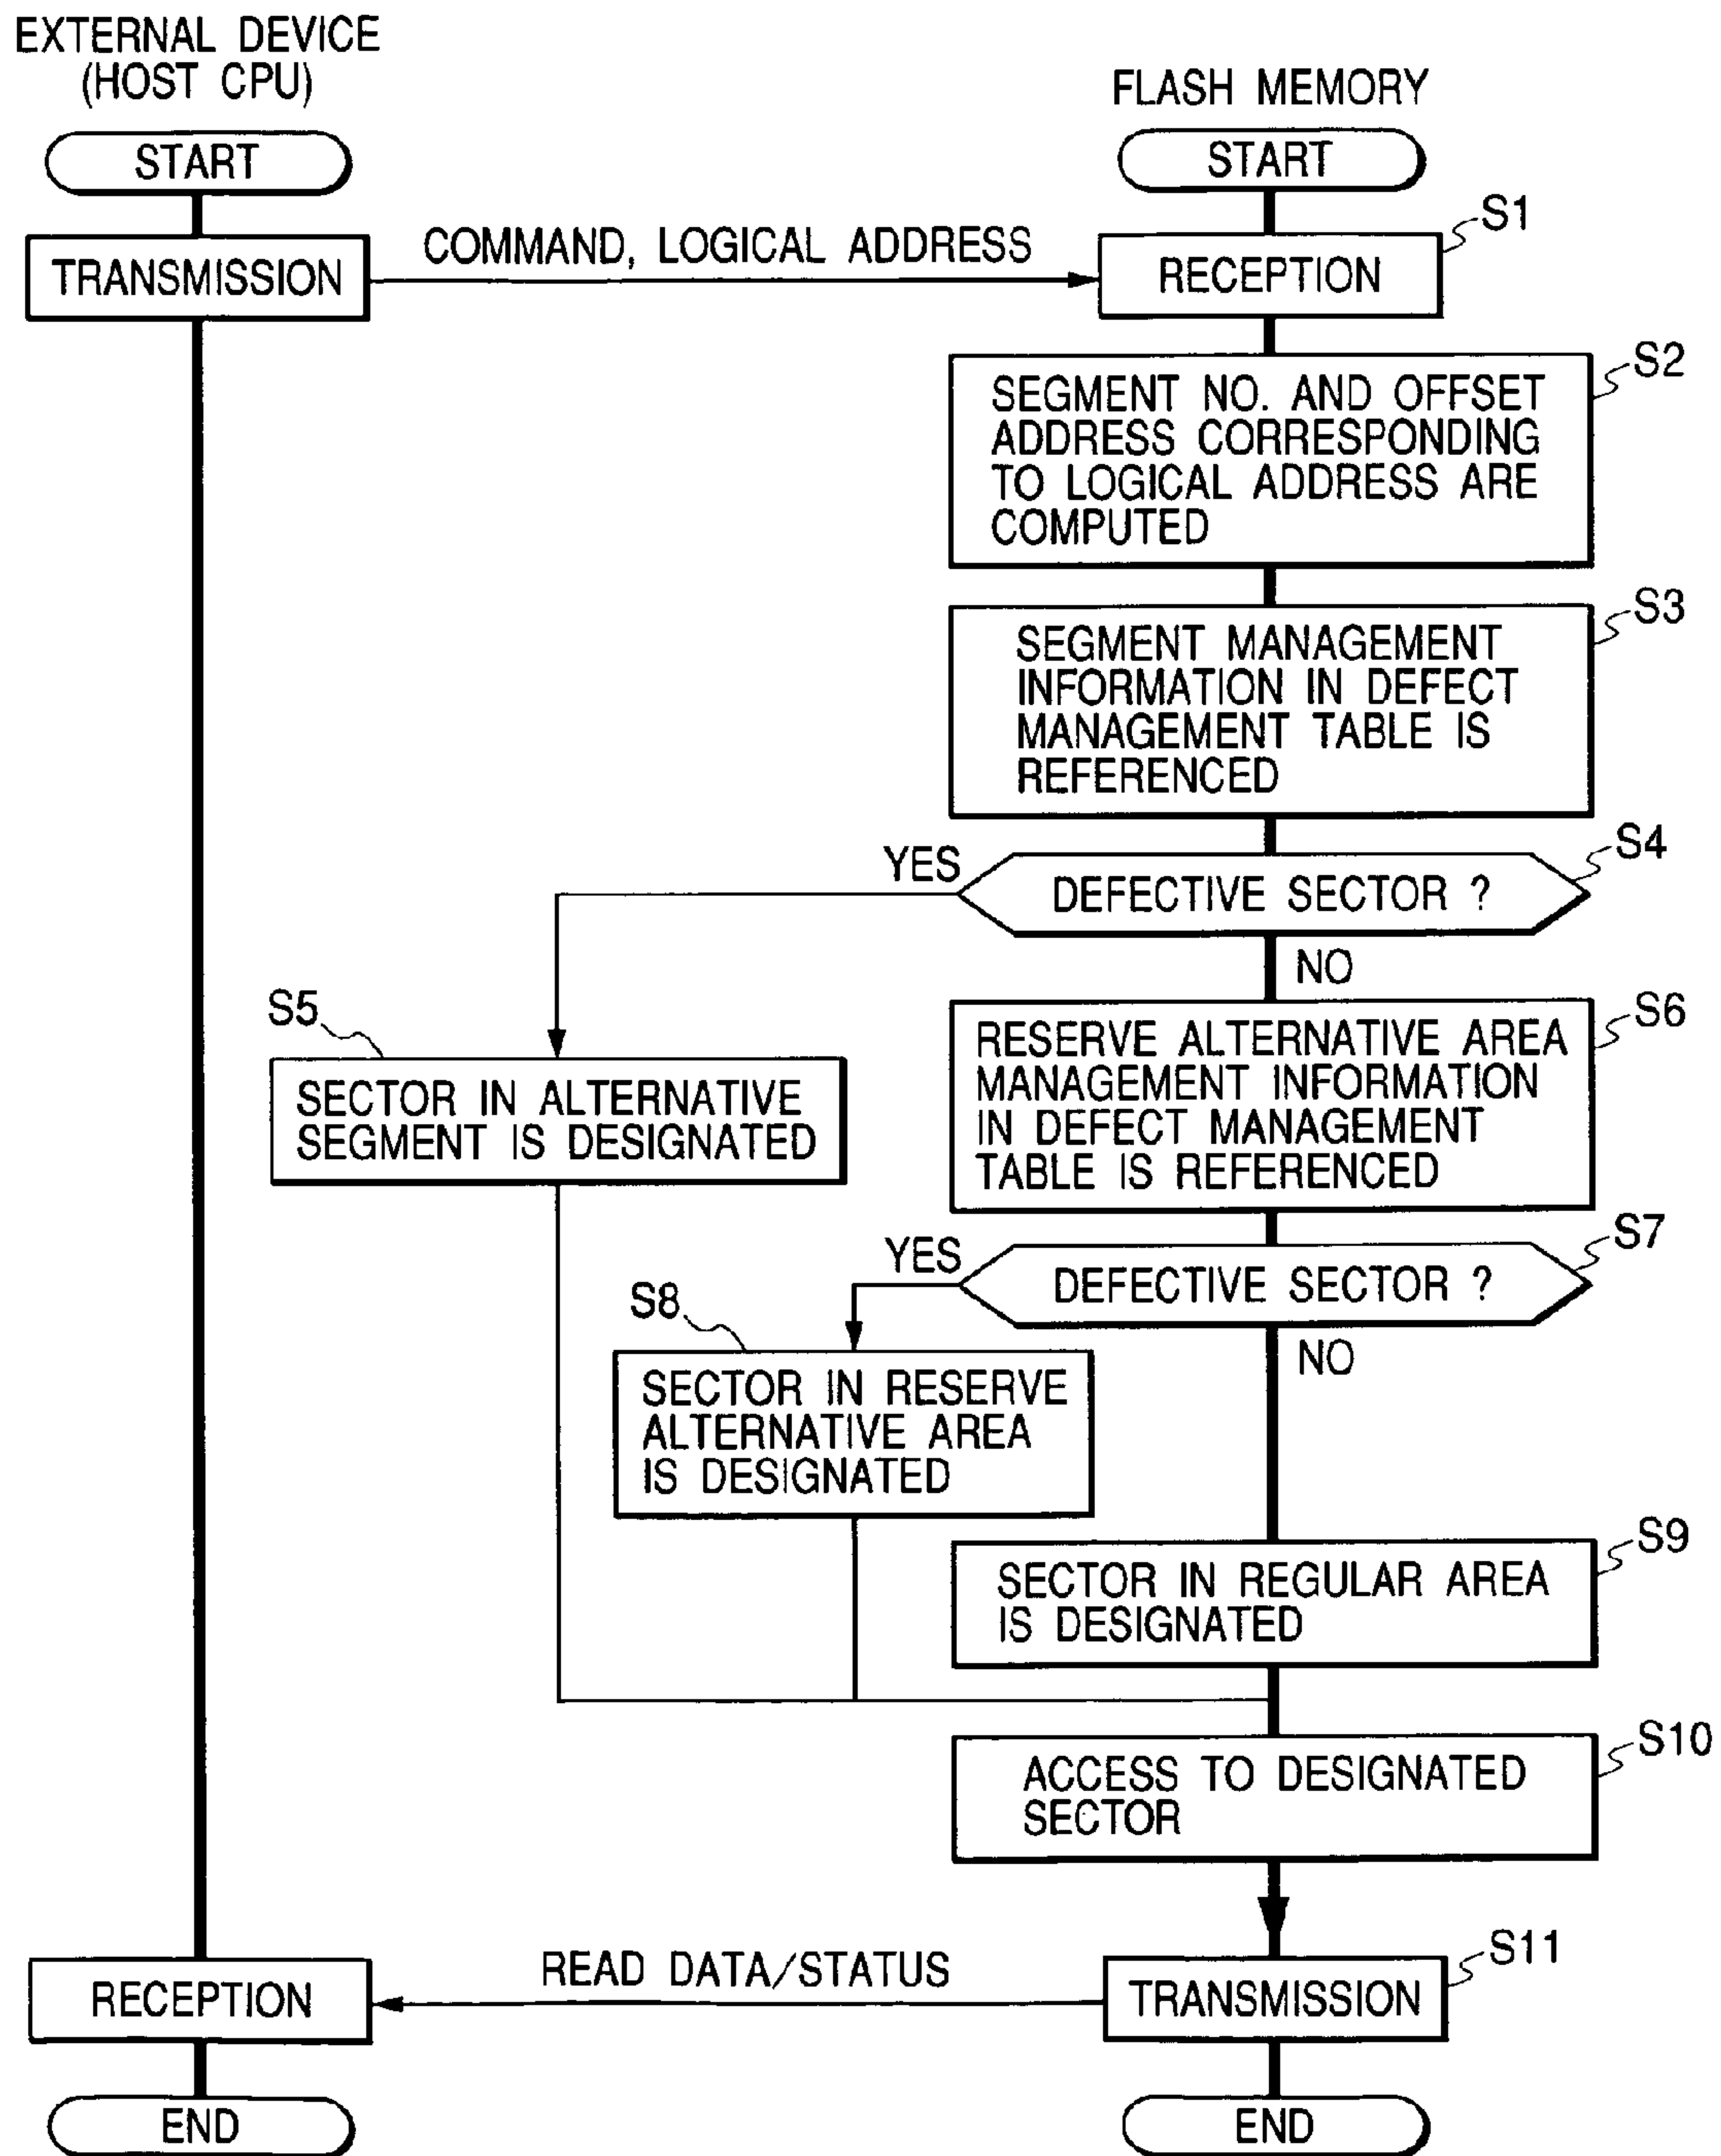 EXTERNAL DEVICE
(HOST CPU)
FLASH MEMORY
START
START
TRANSMISSION
COMMAND, LOGICAL ADDRESS
RECEPTION
S1
S2
SEGMENT NO. AND OFFSET
ADDRESS CORRESPONDING
TO LOGICAL ADDRESS ARE
COMPUTED
S3
SEGMENT MANAGEMENT
INFORMATION IN DEFECT
MANAGEMENT TABLE IS
REFERENCED
S4
YES
DEFECTIVE SECTOR ?
NO
S5
SECTOR IN ALTERNATIVE
SEGMENT IS DESIGNATED
S6
RESERVE ALTERNATIVE AREA
MANAGEMENT INFORMATION
IN DEFECT MANAGEMENT
TABLE IS REFERENCED
S7
YES
DEFECTIVE SECTOR ?
NO
S8
SECTOR IN RESERVE
ALTERNATIVE AREA
IS DESIGNATED
S9
SECTOR IN REGULAR AREA
IS DESIGNATED
S10
ACCESS TO DESIGNATED
SECTOR
S11
RECEPTION
READ DATA/STATUS
TRANSMISSION
END
END